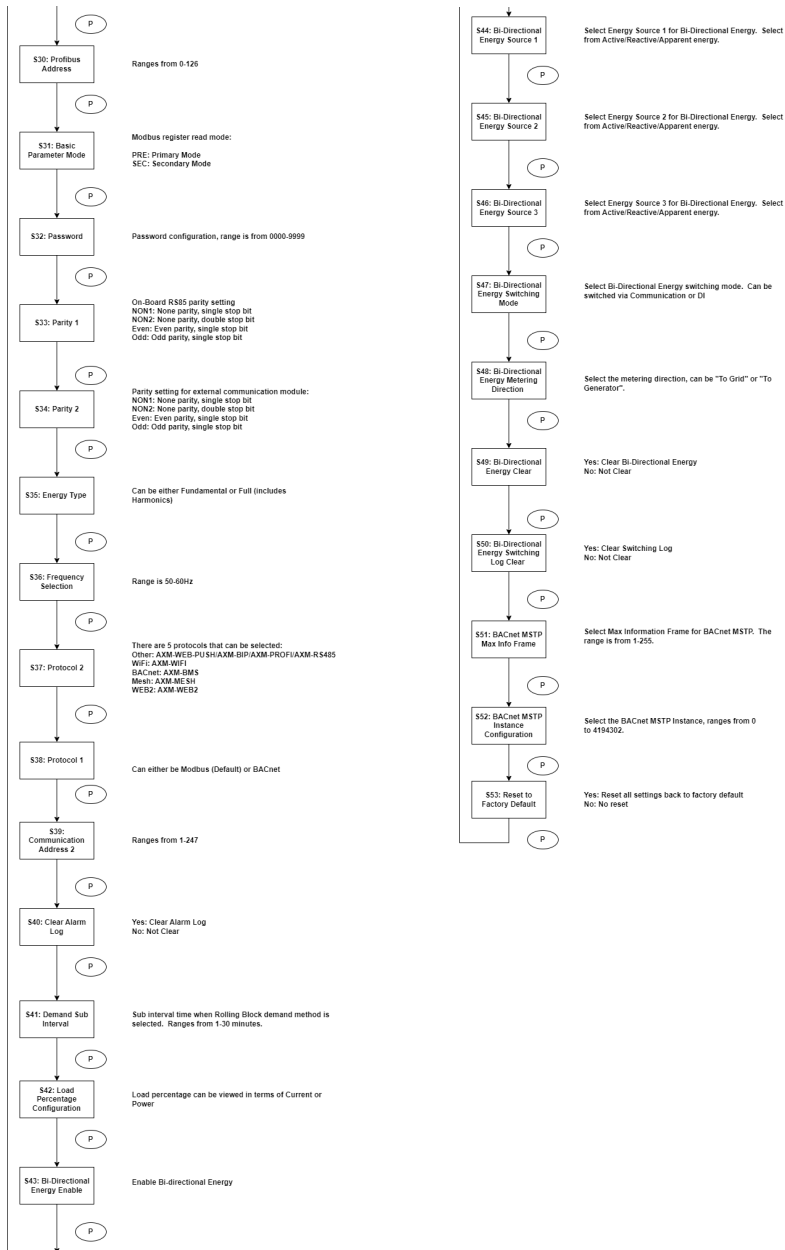 P
S30: Profibus
Address
Ranges from 0-126
P
S31: Basic
Parameter Mode
Modbus register read mode:
PRE: Primary Mode
SEC: Secondary Mode
P
S32: Password
Password configuration, range is from 0000-9999
P
S33: Parity 1
On-Board RS85 parity setting
NON1: None parity, single stop bit
NON2: None parity, double stop bit
Even: Even parity, single stop bit
Odd: Odd parity, single stop bit
P
S34: Parity 2
Parity setting for external communication module:
NON1: None parity, single stop bit
NON2: None parity, double stop bit
Even: Even parity, single stop bit
Odd: Odd parity, single stop bit
P
S35: Energy Type
Can be either Fundamental or Full (includes
Harmonics)
P
S36: Frequency
Selection
Range is 50-60Hz
P
S37: Protocol 2
There are 5 protocols that can be selected:
Other: AXM-WEB-PUSH/AXM-BIP/AXM-PROFI/AXM-RS485
WiFi: AXM-WIFI
BACnet: AXM-BMS
Mesh: AXM-MESH
WEB2: AXM-WEB2
P
S38: Protocol 1
Can either be Modbus (Default) or BACnet
P
S39:
Communication
Address 2
Ranges from 1-247
P
S40: Clear Alarm
Log
Yes: Clear Alarm Log
No: Not Clear
P
S41: Demand Sub
Interval
Sub interval time when Rolling Block demand method is
selected. Ranges from 1-30 minutes.
P
S42: Load
Percentage
Configuration
Load percentage can be viewed in terms of Current or
Power
P
S43: Bi-Directional
Energy Enable
Enable Bi-directional Energy
P
S44: Bi-Directional
Energy Source 1
Select Energy Source 1 for Bi-Directional Energy. Select
from Active/Reactive/Apparent energy.
P
S45: Bi-Directional
Energy Source 2
Select Energy Source 2 for Bi-Directional Energy. Select
from Active/Reactive/Apparent energy.
P
S46: Bi-Directional
Energy Source 3
Select Energy Source 3 for Bi-Directional Energy. Select
from Active/Reactive/Apparent energy.
P
S47: Bi-Directional
Energy Switching
Mode
Select Bi-Directional Energy switching mode. Can be
switched via Communication or DI
P
S48: Bi-Directional
Energy Metering
Direction
Select the metering direction, can be "To Grid" or "To
Generator".
P
S49: Bi-Directional
Energy Clear
Yes: Clear Bi-Directional Energy
No: Not Clear
P
S50: Bi-Directional
Energy Switching
Log Clear
Yes: Clear Switching Log
No: Not Clear
P
S51: BACnet MSTP
Max Info Frame
Select Max Information Frame for BACnet MSTP. The
range is from 1-255.
P
S52: BACnet MSTP
Instance
Configuration
Select the BACnet MSTP Instance, ranges from 0
to 4194302.
P
S53: Reset to
Factory Default
Yes: Reset all settings back to factory default
No: No reset
P